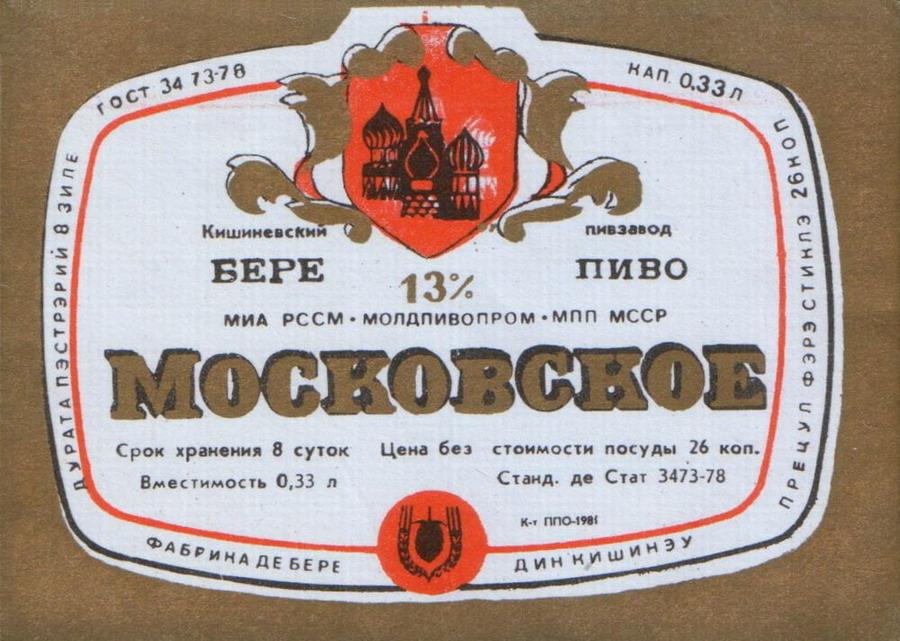 ГОСТ 34 73-78
КАП. 0,33 Л
ДУРАТА ПЭСТРЭРИЙ 8 ЗИЛЕ
ПРЕЦУЛ ФЭРЭ СТИКЛЭ 26 КОП
Кишиневский пивзавод
БЕРЕ ПИВО
13%
МИА РССМ • МОЛДПИВОПРОМ • МПП МССР
МОСКОВСКОЕ
Срок хранения 8 суток Цена без стоимости посуды 26 коп.
Вместимость 0,33 л Станд. де Стат 3473-78
К-т ППО-1981
ФАБРИКА ДЕ БЕРЕ ДИН КИШИНЭУ